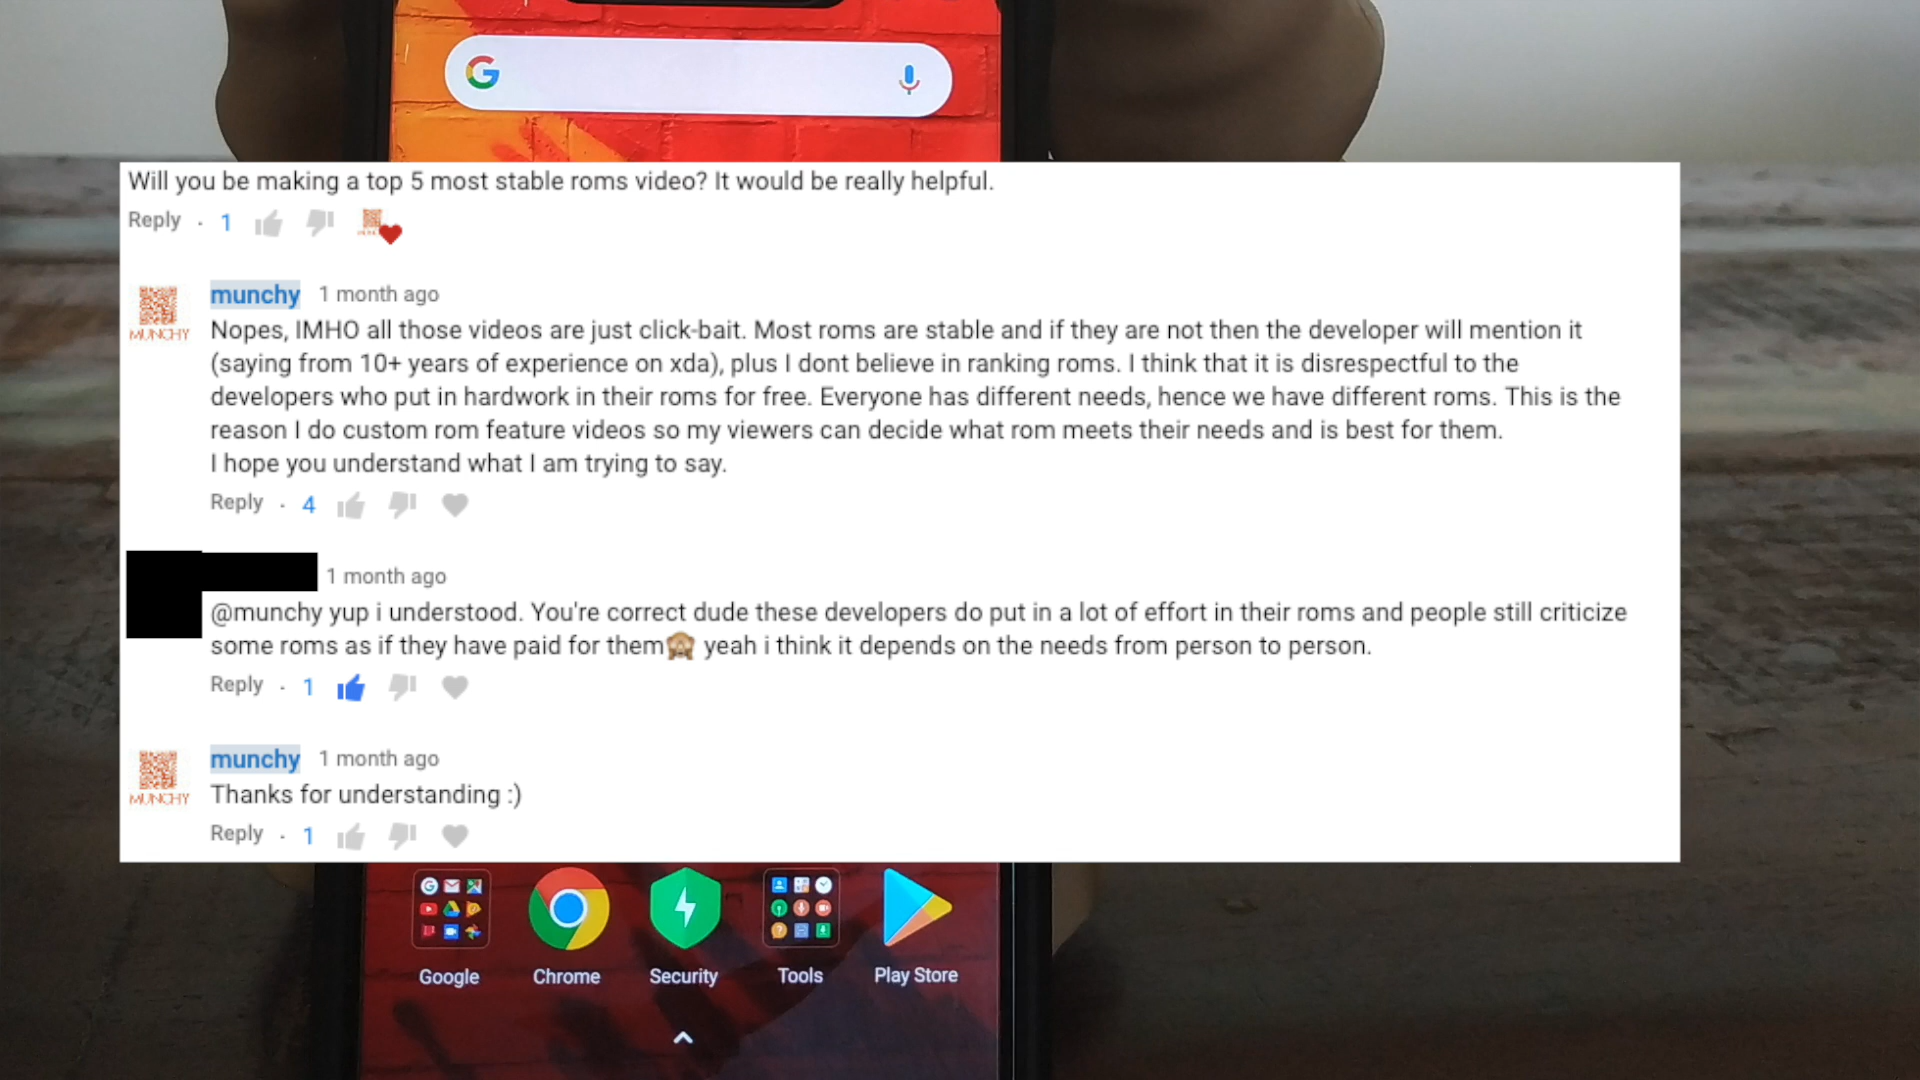 Will you be making a top 5 most stable roms video? It would be really helpful.
Reply · 1
munchy 1 month ago
MUNCHY
Nopes, IMHO all those videos are just click-bait. Most roms are stable and if they are not then the developer will mention it
(saying from 10+ years of experience on xda), plus I dont believe in ranking roms. I think that it is disrespectful to the
developers who put in hardwork in their roms for free. Everyone has different needs, hence we have different roms. This is the
reason I do custom rom feature videos so my viewers can decide what rom meets their needs and is best for them.
I hope you understand what I am trying to say.
Reply · 4
1 month ago
@munchy yup i understood. You're correct dude these developers do put in a lot of effort in their roms and people still criticize
some roms as if they have paid for them🙈 yeah i think it depends on the needs from person to person.
Reply · 1
munchy 1 month ago
MUNCHY
Thanks for understanding :)
Reply · 1
Google Chrome Security Tools Play Store